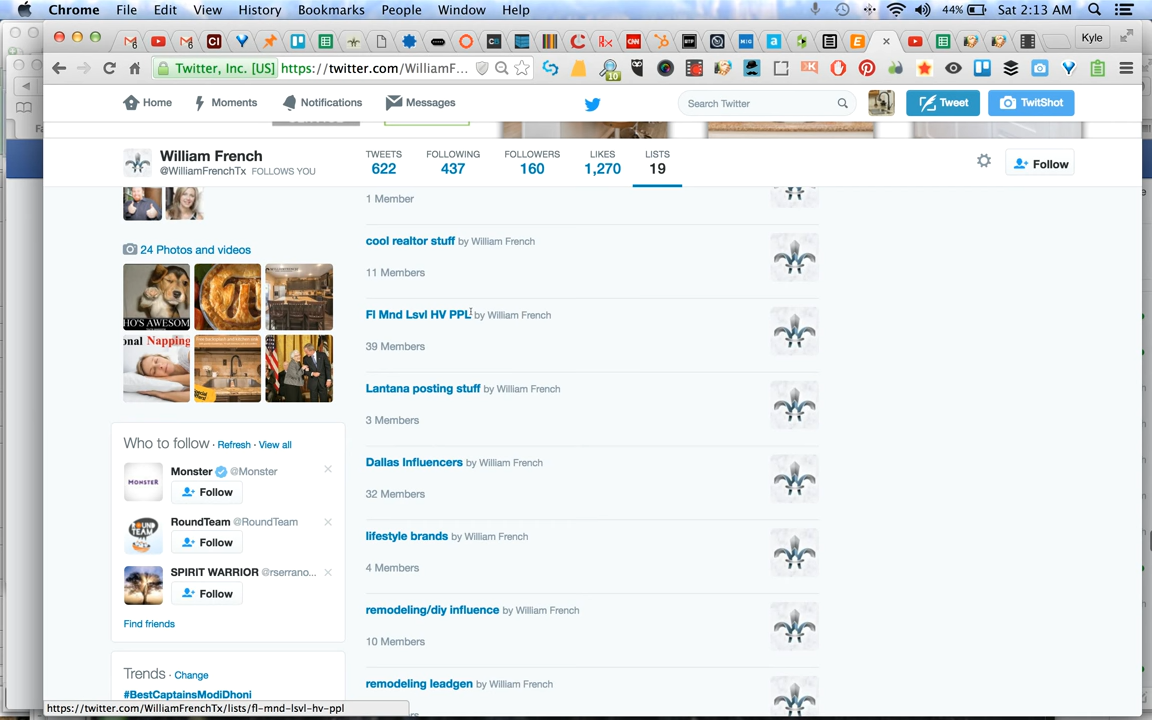 Chrome File Edit View History Bookmarks People Window Help 44% Sat 2:13 AM
Kyle
Twitter, Inc. [US] https://twitter.com/WilliamF...
10
Home Moments Notifications Messages Search Twitter Tweet TwitShot
William French
@WilliamFrenchTx FOLLOWS YOU
TWEETS FOLLOWING FOLLOWERS LIKES LISTS
622 437 160 1,270 19
Follow
1 Member
24 Photos and videos
HO'S AWESOM
onal Napping
cool realtor stuff by William French
11 Members
Fl Mnd Lsvl HV PPL by William French
39 Members
Lantana posting stuff by William French
3 Members
Dallas Influencers by William French
32 Members
lifestyle brands by William French
4 Members
remodeling/diy influence by William French
10 Members
remodeling leadgen by William French
Who to follow · Refresh · View all
MONSTER
Monster @Monster
Follow
RoundTeam @RoundTeam
Follow
SPIRIT WARRIOR @rserrano...
Follow
Find friends
Trends · Change
#BestCaptainsModiDhoni
https://twitter.com/WilliamFrenchTx/lists/fl-mnd-lsvl-hv-ppl